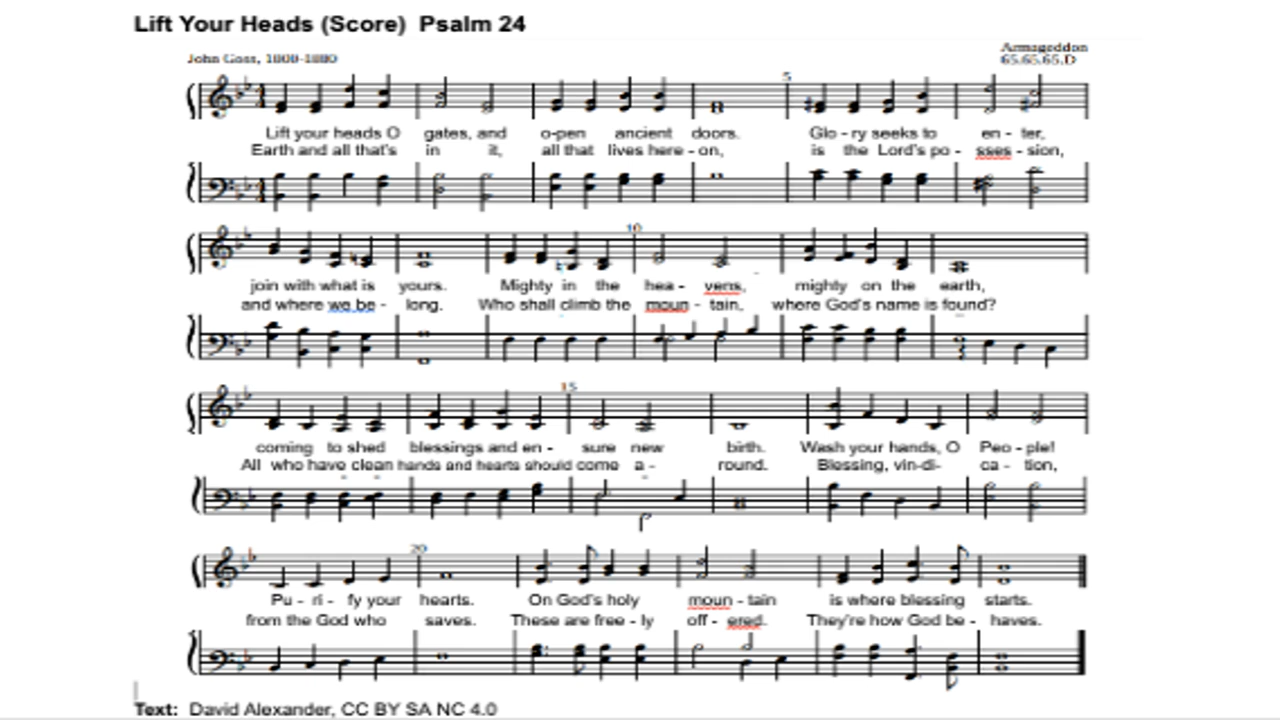 Lift Your Heads (Score)  Psalm 24
Armageddon
John Goss, 1800-1880
65.65.65.D
5
Lift your heads O gates, and o-pen ancient doors. Glo - ry seeks to en - ter,
Earth and all that's in it, all that lives here - on, is the Lord's po - sses - sion,
10
join with what is yours. Mighty in the hea - vens, mighty on the earth,
and where we be - long. Who shall climb the moun - tain, where God's name is found?
15
coming to shed blessings and en - sure new birth. Wash your hands, O Peo - ple!
All who have clean hands and hearts should come a - round. Blessing, vin-di- ca - tion,
20
Pu - ri - fy your hearts. On God's holy moun - tain is where blessing starts.
from the God who saves. These are free - ly off - ered. They're how God be - haves.
Text: David Alexander, CC BY SA NC 4.0